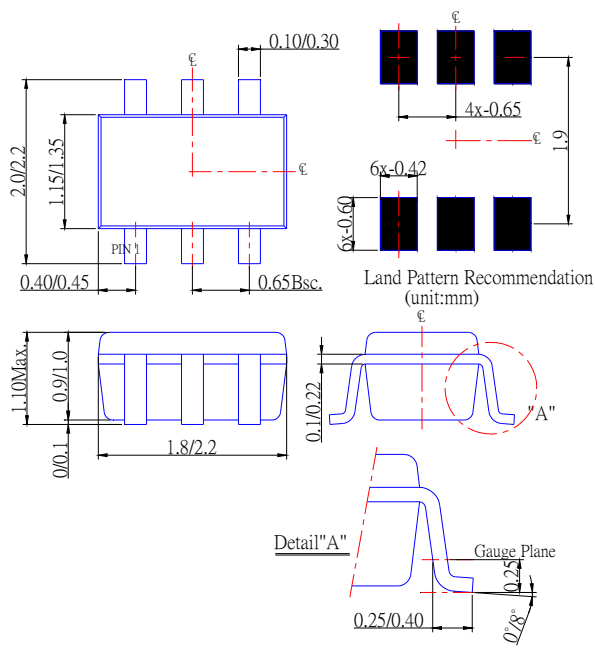 ℄
0.10/0.30
℄
2.0/2.2
1.15/1.35
℄
PIN 1
0.40/0.45
0.65Bsc.
℄
4x-0.65
℄
1.9
6x-0.42
6x-0.60
Land Pattern Recommendation
(unit:mm)
1.10Max.
0.9/1.0
0/0.1
1.8/2.2
℄
0.1/0.22
"A"
Detail"A"
Gauge Plane
0.25
0.25/0.40
0°/8°